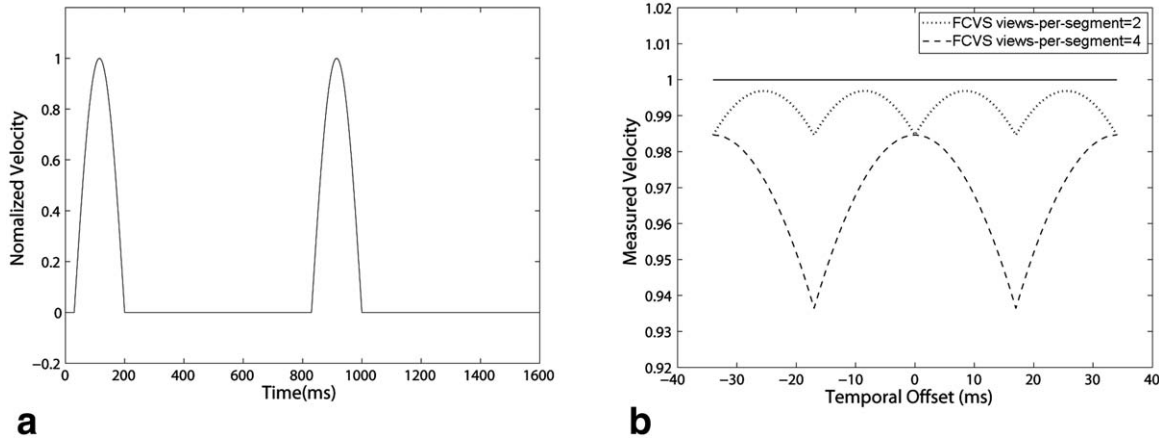 Nomalized Velocity
1
0.8
0.6
0.4
0.2
0
−0.2
0 200 400 600 800 1000 1200 1400 1600
Time(ms)
a
Measured Velocity
1.02
1.01
1
0.99
0.98
0.97
0.96
0.95
0.94
0.93
0.92
FCVS views-per-segment=2
FCVS views-per-segment=4
−40 −30 −20 −10 0 10 20 30 40
Temporal Offset (ms)
b